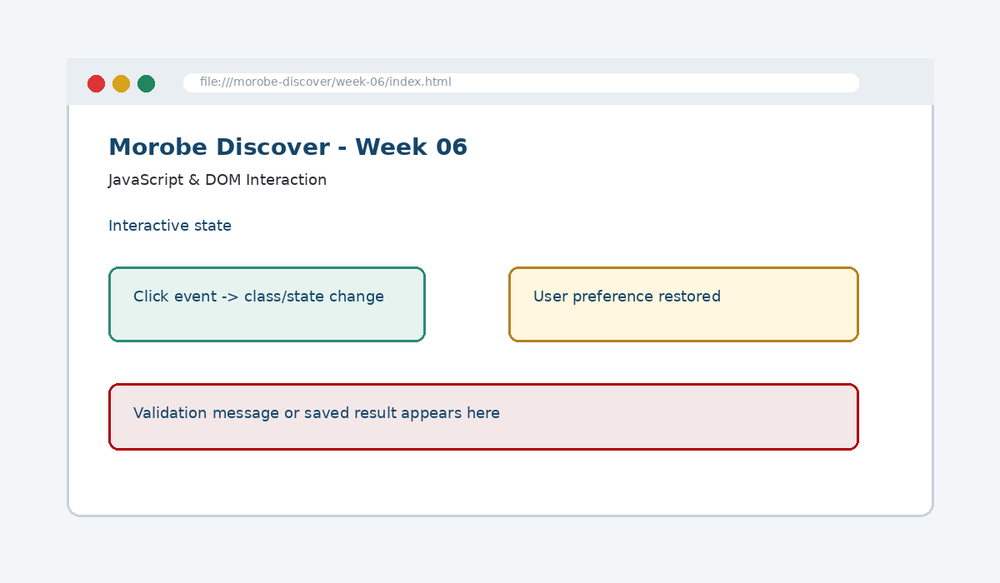 file:///morobe-discover/week-06/index.html
Morobe Discover - Week 06
JavaScript & DOM Interaction
Interactive state
Click event -> class/state change
User preference restored
Validation message or saved result appears here